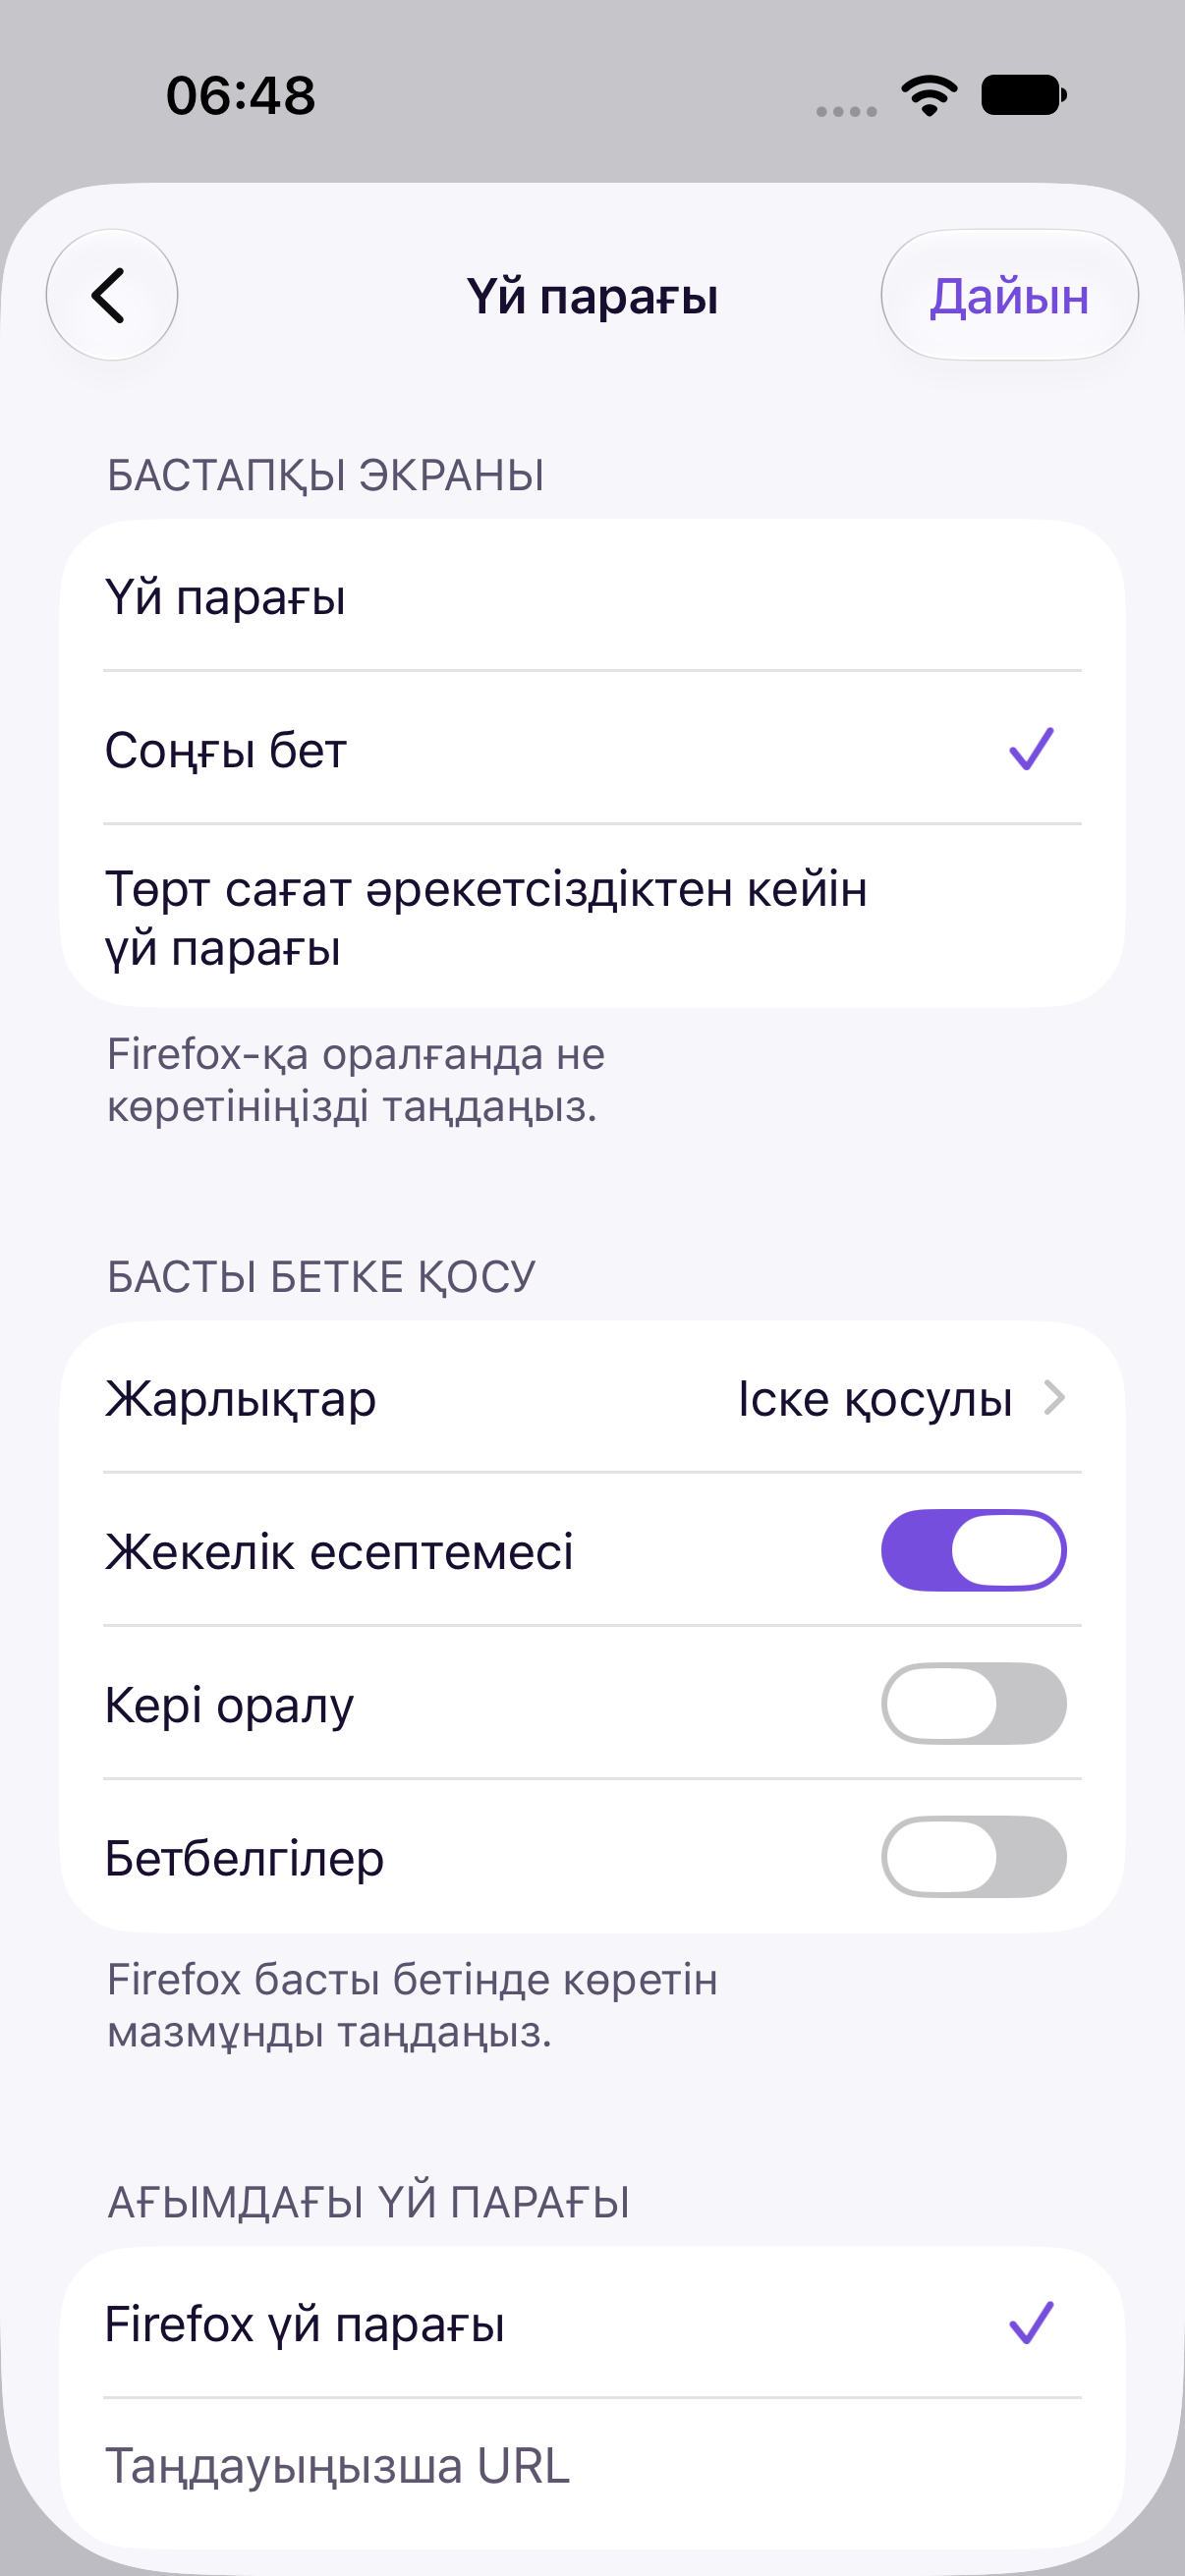 06:48
Үй парағы
Дайын
БАСТАПҚЫ ЭКРАНЫ
Үй парағы
Соңғы бет
Төрт сағат әрекетсіздіктен кейін
үй парағы
Firefox-қа оралғанда не
көретініңізді таңдаңыз.
БАСТЫ БЕТКЕ ҚОСУ
Жарлықтар
Іске қосулы
Жекелік есептемесі
Кері оралу
Бетбелгілер
Firefox басты бетінде көретін
мазмұнды таңдаңыз.
АҒЫМДАҒЫ ҮЙ ПАРАҒЫ
Firefox үй парағы
Таңдауыңызша URL